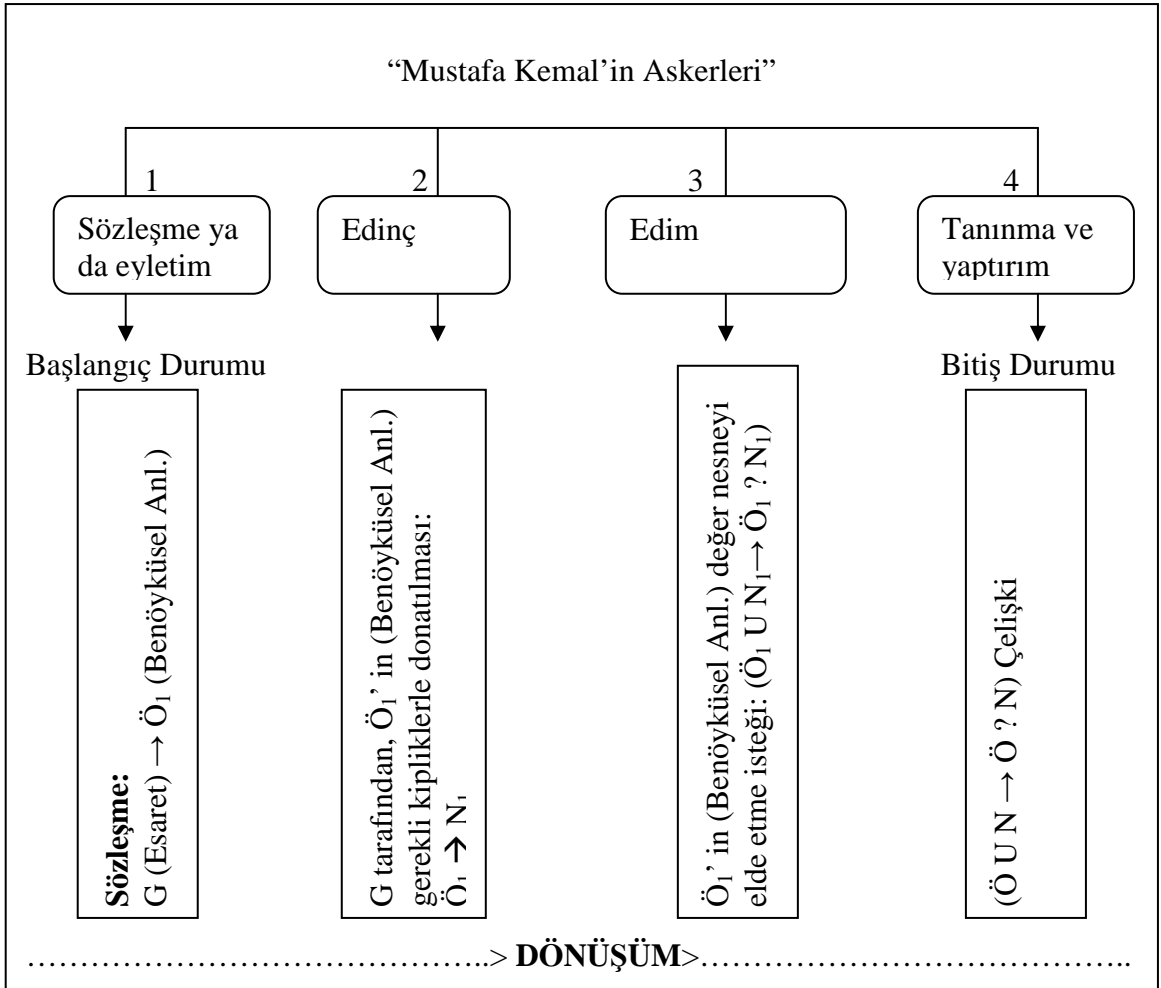 “Mustafa Kemal’in Askerleri”
1
2
3
4
Sözleşme ya
da eyletim
Edinç
Edim
Tanınma ve
yaptırım
Başlangıç Durumu
Bitiş Durumu
Sözleşme:
G (Esaret) → Ö₁ (Benöyküsel Anl.)
G tarafından, Ö₁’ in (Benöyküsel Anl.)
gerekli kipliklerle donatılması:
Ö₁ → N₁
Ö₁’ in (Benöyküsel Anl.) değer nesneyi
elde etme isteği: (Ö₁ U N₁→ Ö₁ ? N₁)
(Ö U N → Ö ? N) Çelişki
…………………………………………..> DÖNÜŞÜM>…………………………………………..